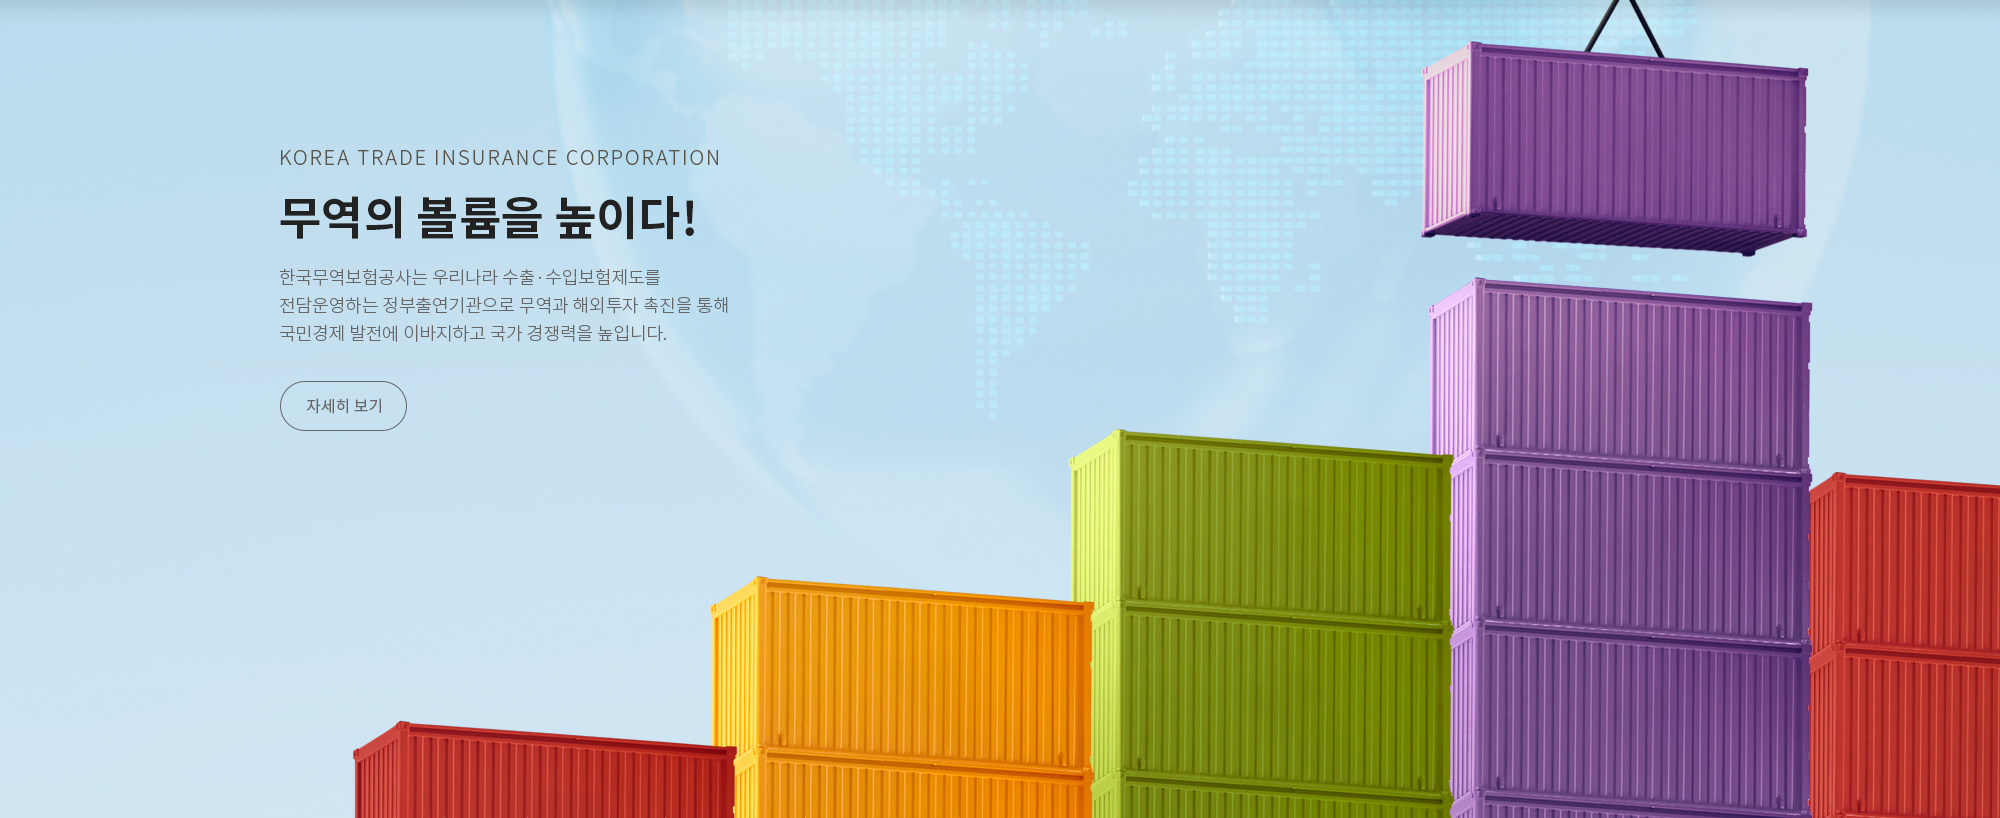 KOREA TRADE INSURANCE CORPORATION
무역의 볼륨을 높이다!
한국무역보험공사는 우리나라 수출·수입보험제도를
전담운영하는 정부출연기관으로 무역과 해외투자 촉진을 통해
국민경제 발전에 이바지하고 국가 경쟁력을 높입니다.
자세히 보기